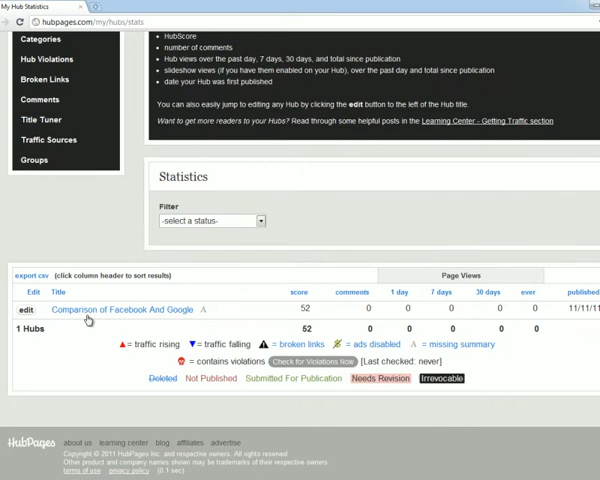 My Hub Statistics
hubpages.com/my/hubs/stats
Categories
Hub Violations
Broken Links
Comments
Title Tuner
Traffic Sources
Groups
HubScore
number of comments
Hub views over the past day, 7 days, 30 days, and total since publication
slideshow views (if you have them enabled on your Hub), over the past day and total since publication
date your Hub was first published
You can also easily jump to editing any Hub by clicking the edit button to the left of the Hub title.
Want to get more readers to your Hubs? Read through some helpful posts in the Learning Center - Getting Traffic section
Statistics
Filter
-select a status-
export csv (click column header to sort results) Page Views
Edit Title score comments 1 day 7 days 30 days ever published
edit Comparison of Facebook And Google A 52 0 0 0 0 0 11/11/11
1 Hubs 52 0 0 0 0 0
= traffic rising = traffic falling = broken links = ads disabled A = missing summary
= contains violations Check for Violations Now [Last checked: never]
Deleted Not Published Submitted For Publication Needs Revision Irrevocable
HubPages about us learning center blog affiliates advertise
Copyright © 2011 HubPages Inc. and respective owners. All rights reserved.
Other product and company names shown may be trademarks of their respective owners.
terms of use privacy policy (0.1 sec)